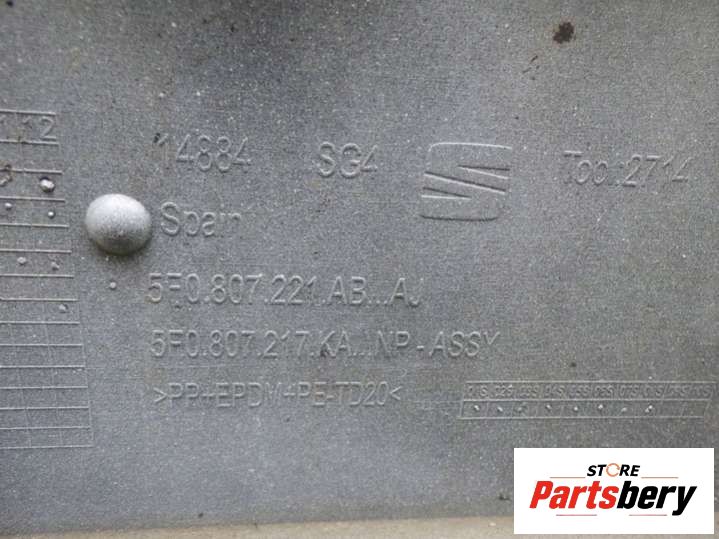 12
14884 SG4 Tool:2714
Spain
5F0.807.221.AB...AJ
5F0.807.217.KA...NP-ASSY
>PP+EPDM+PE-TD20<
STORE
Partsbery